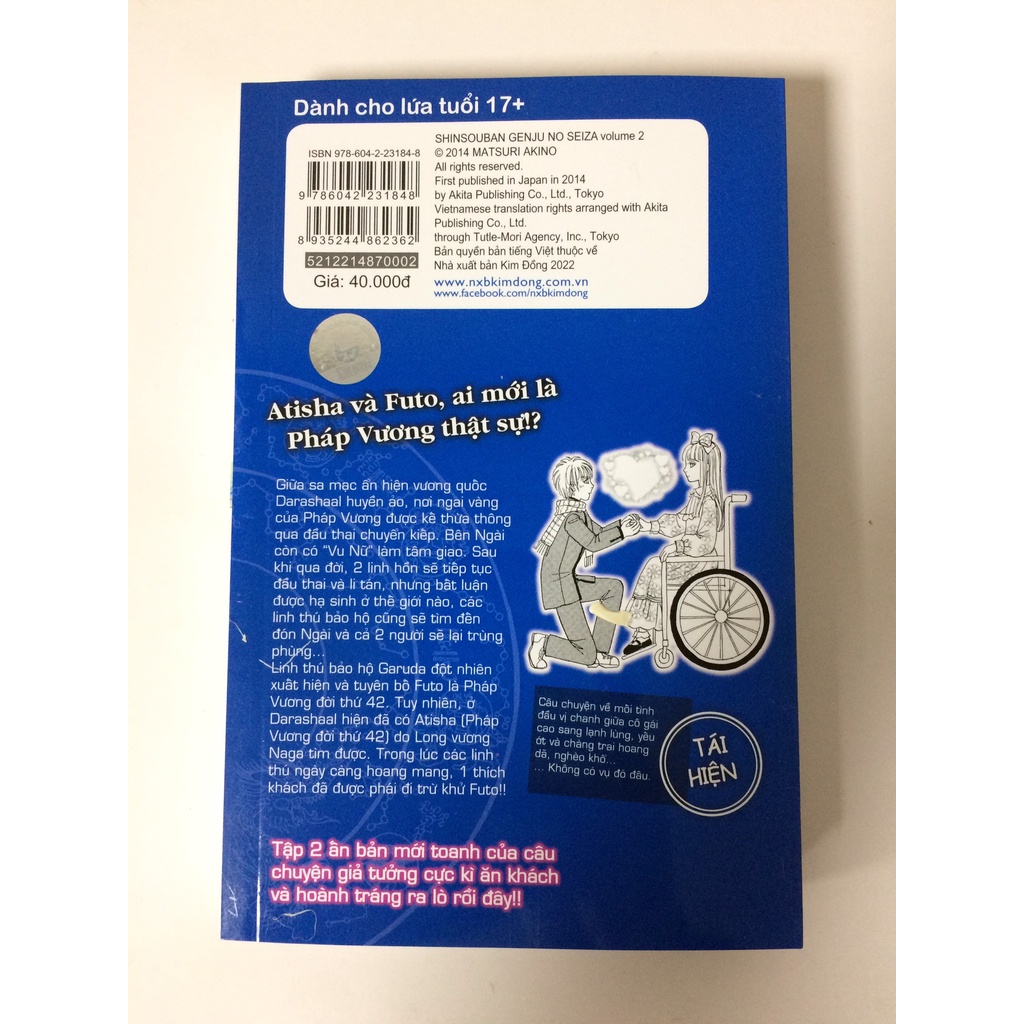 Dành cho lứa tuổi 17+
ISBN 978-604-2-23184-8
9 786042 231848
8 935244 862362
5212214870002
Giá: 40.000đ
SHINSOUBAN GENJU NO SEIZA volume 2
© 2014 MATSURI AKINO
All rights reserved.
First published in Japan in 2014
by Akita Publishing Co., Ltd., Tokyo
Vietnamese translation rights arranged with Akita
Publishing Co., Ltd.
through Tutle-Mori Agency, Inc., Tokyo
Bản quyền bản tiếng Việt thuộc về
Nhà xuất bản Kim Đồng 2022
www.nxbkimdong.com.vn
www.facebook.com/nxbkimdong
Atisha và Futo, ai mới là
Pháp Vương thật sự!?
Giữa sa mạc ẩn hiện vương quốc
Darashaal huyền ảo, nơi ngai vàng
của Pháp Vương được kế thừa thông
qua đầu thai chuyển kiếp. Bên Ngài
còn có "Vu Nữ" làm tâm giao. Sau
khi qua đời, 2 linh hồn sẽ tiếp tục
đầu thai và li tán, nhưng bất luận
được hạ sinh ở thế giới nào, các
linh thú bảo hộ cũng sẽ tìm đến
đón Ngài và cả 2 người sẽ lại trùng
phùng...
Linh thú bảo hộ Garuda đột nhiên
xuất hiện và tuyên bố Futo là Pháp
Vương đời thứ 42. Tuy nhiên, ở
Darashaal hiện đã có Atisha (Pháp
Vương đời thứ 42) do Long vương
Naga tìm được. Trong lúc các linh
thú ngày càng hoang mang, 1 thích
khách đã được phái đi trừ khử Futo!!
Câu chuyện về mối tình
đầu vị chanh giữa cô gái
cao sang lạnh lùng, yếu
ớt và chàng trai hoang
dã, nghèo khổ...
... Không có vụ đó đâu.
TÁI
HIỆN
Tập 2 ấn bản mới toanh của câu
chuyện giả tưởng cực kì ăn khách
và hoành tráng ra lò rồi đây!!